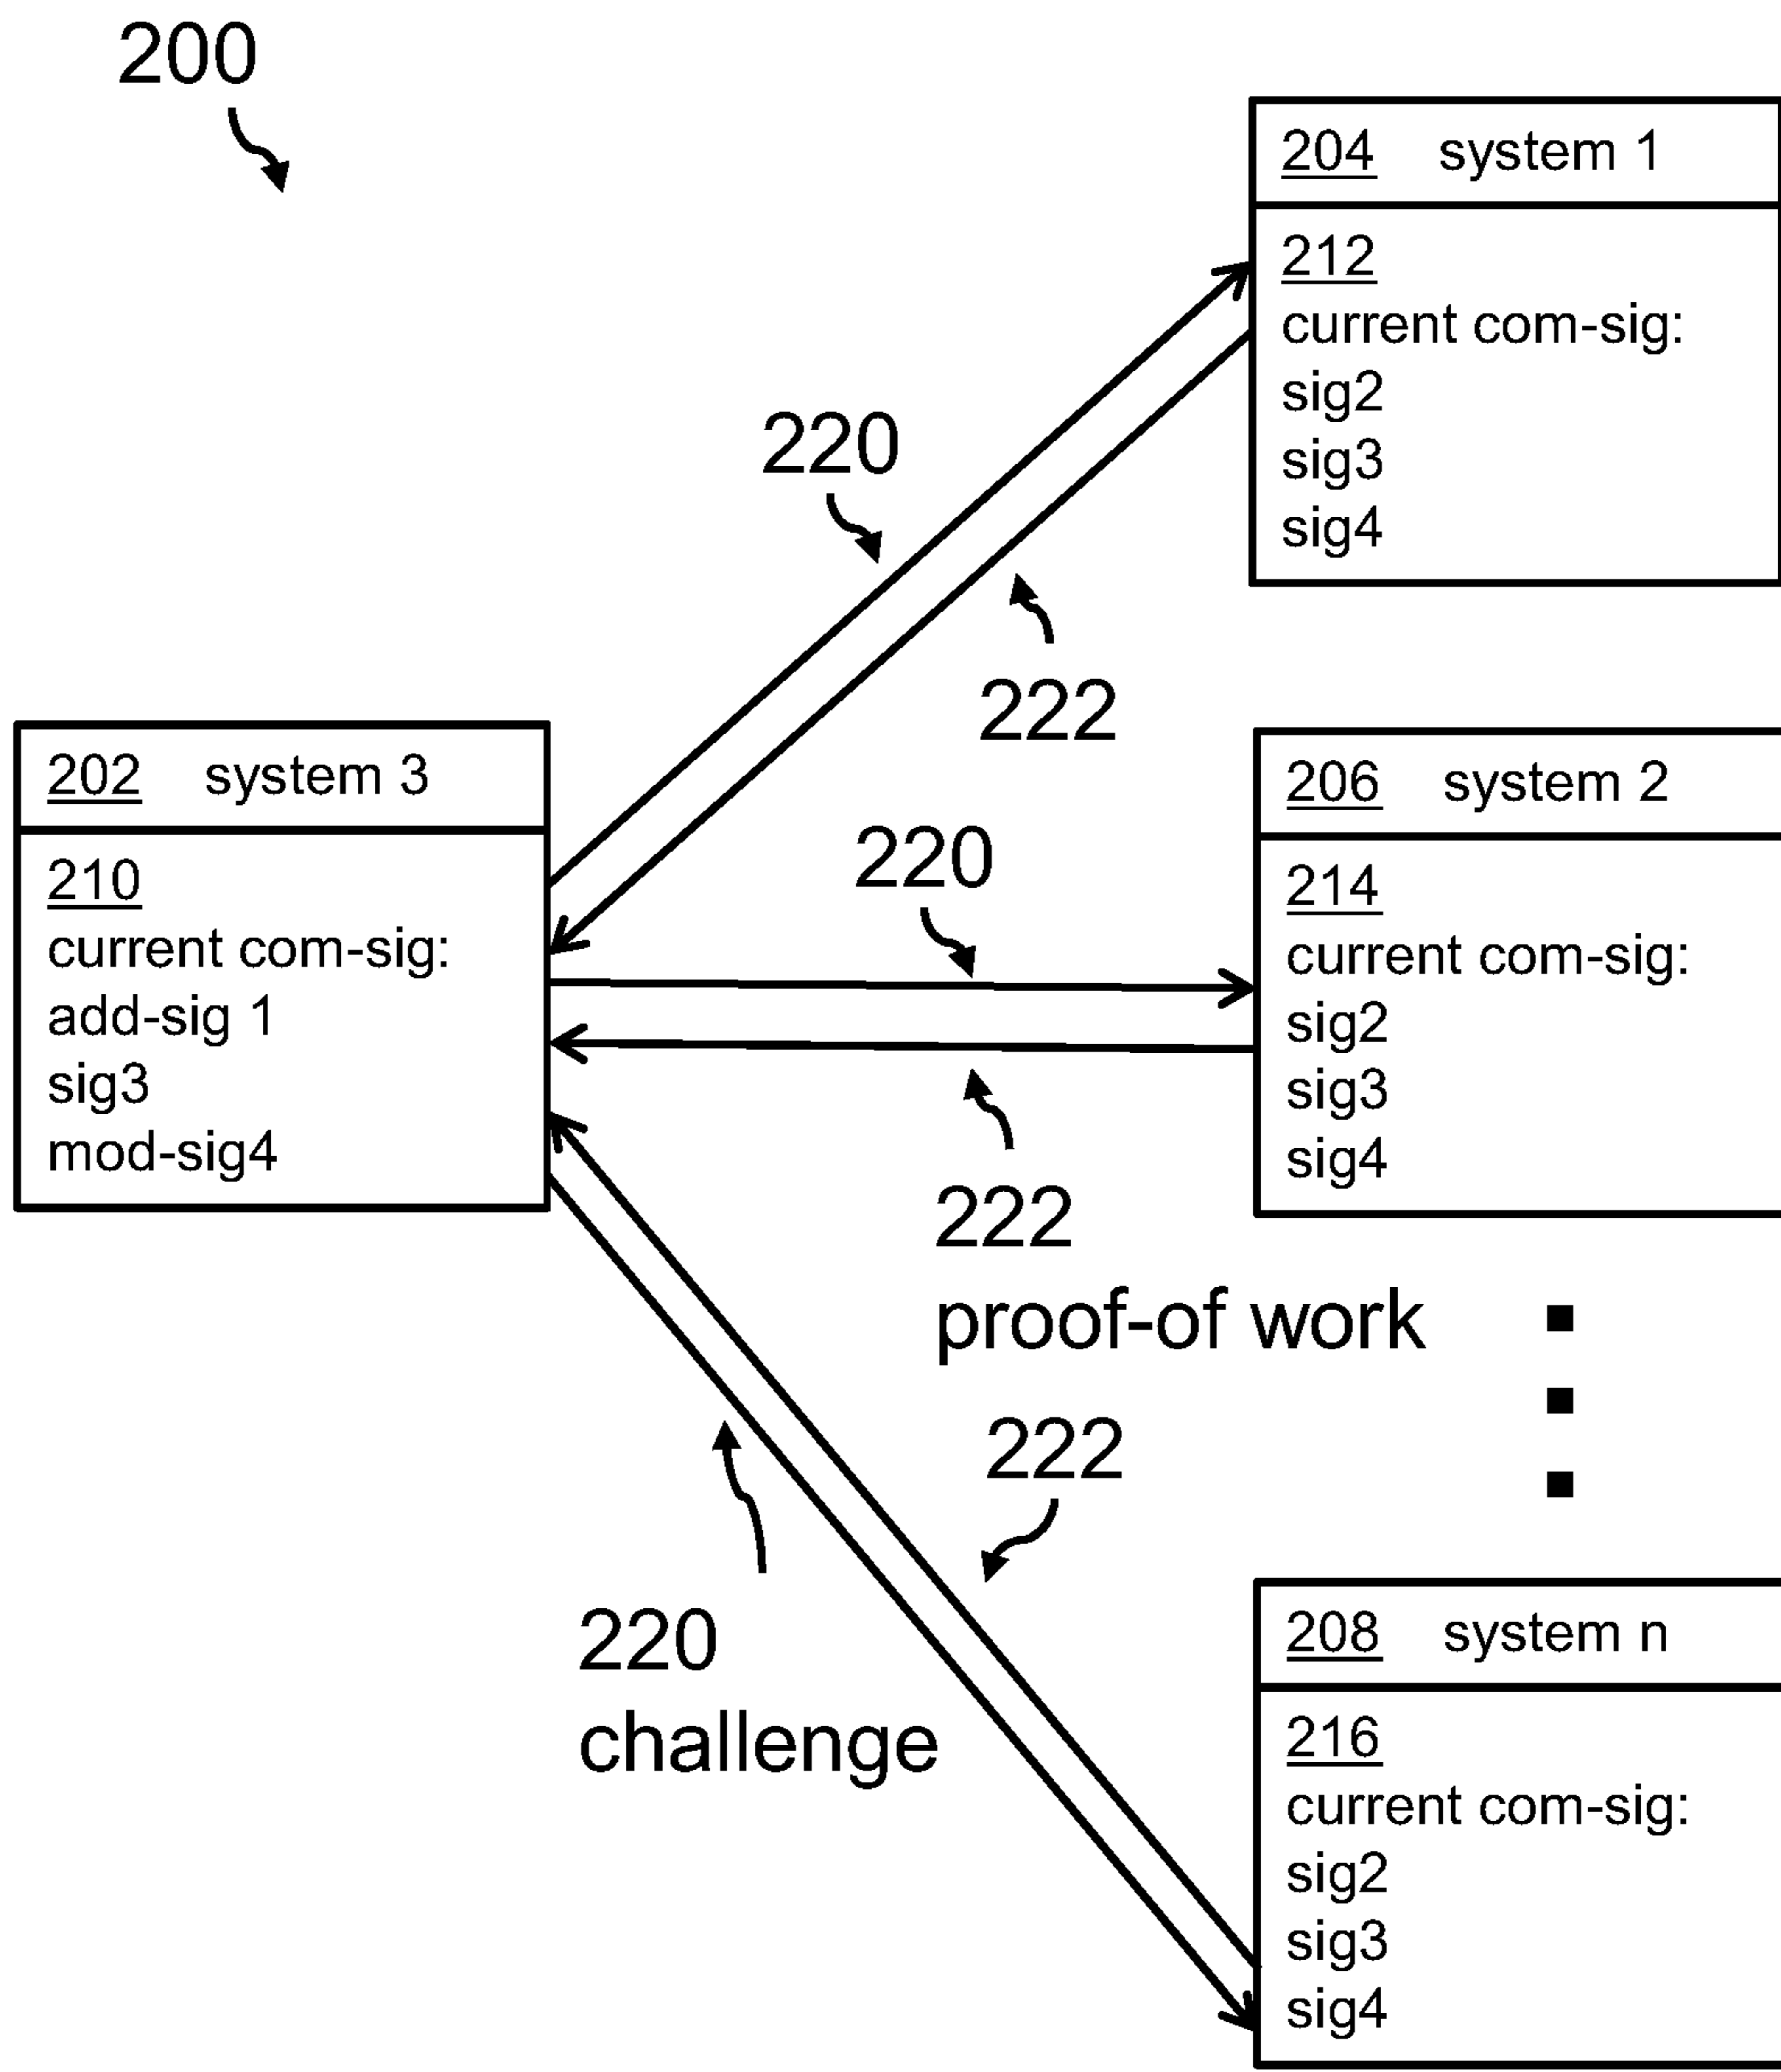 200
204 system 1
212
current com-sig:
sig2
sig3
sig4
220
222
202 system 3
210
current com-sig:
add-sig 1
sig3
mod-sig4
206 system 2
214
current com-sig:
sig2
sig3
sig4
220
222
proof-of work
222
220
challenge
208 system n
216
current com-sig:
sig2
sig3
sig4